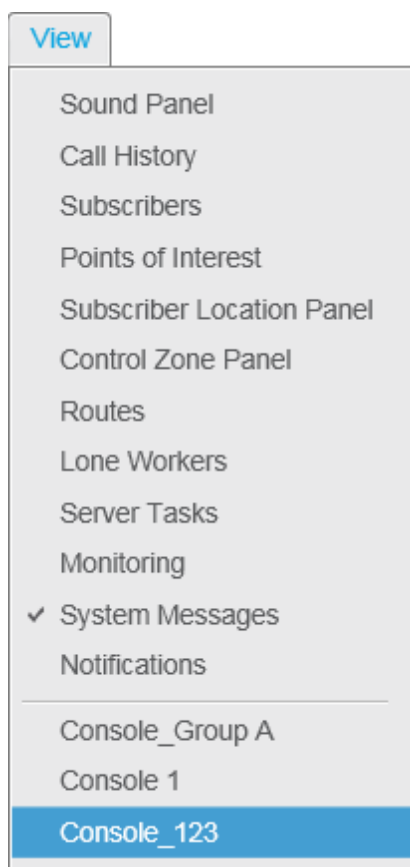 View
Sound Panel
Call History
Subscribers
Points of Interest
Subscriber Location Panel
Control Zone Panel
Routes
Lone Workers
Server Tasks
Monitoring
✓ System Messages
Notifications
Console_Group A
Console 1
Console_123